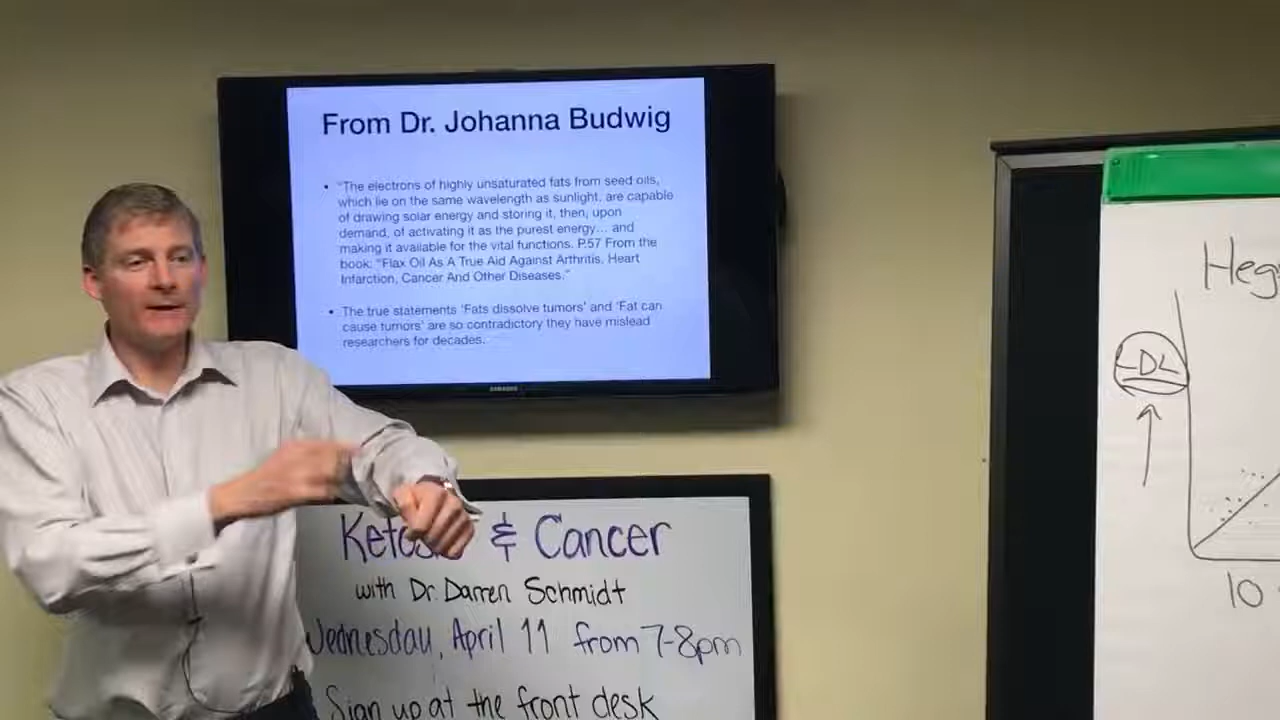 From Dr. Johanna Budwig
• "The electrons of highly unsaturated fats from seed oils,
which lie on the same wavelength as sunlight, are capable
of drawing solar energy and storing it, then, upon
demand, of activating it as the purest energy... and
making it available for the vital functions. P.57 From the
book: "Flax Oil As A True Aid Against Arthritis, Heart
Infarction, Cancer And Other Diseases."
• The true statements 'Fats dissolve tumors' and 'Fat can
cause tumors' are so contradictory they have mislead
researchers for decades.
SAMSUNG
& Cancer
with Dr. Darren Schmidt
Wednesday, April 11 from 7-8pm
Sign up at the front desk
LDL
10